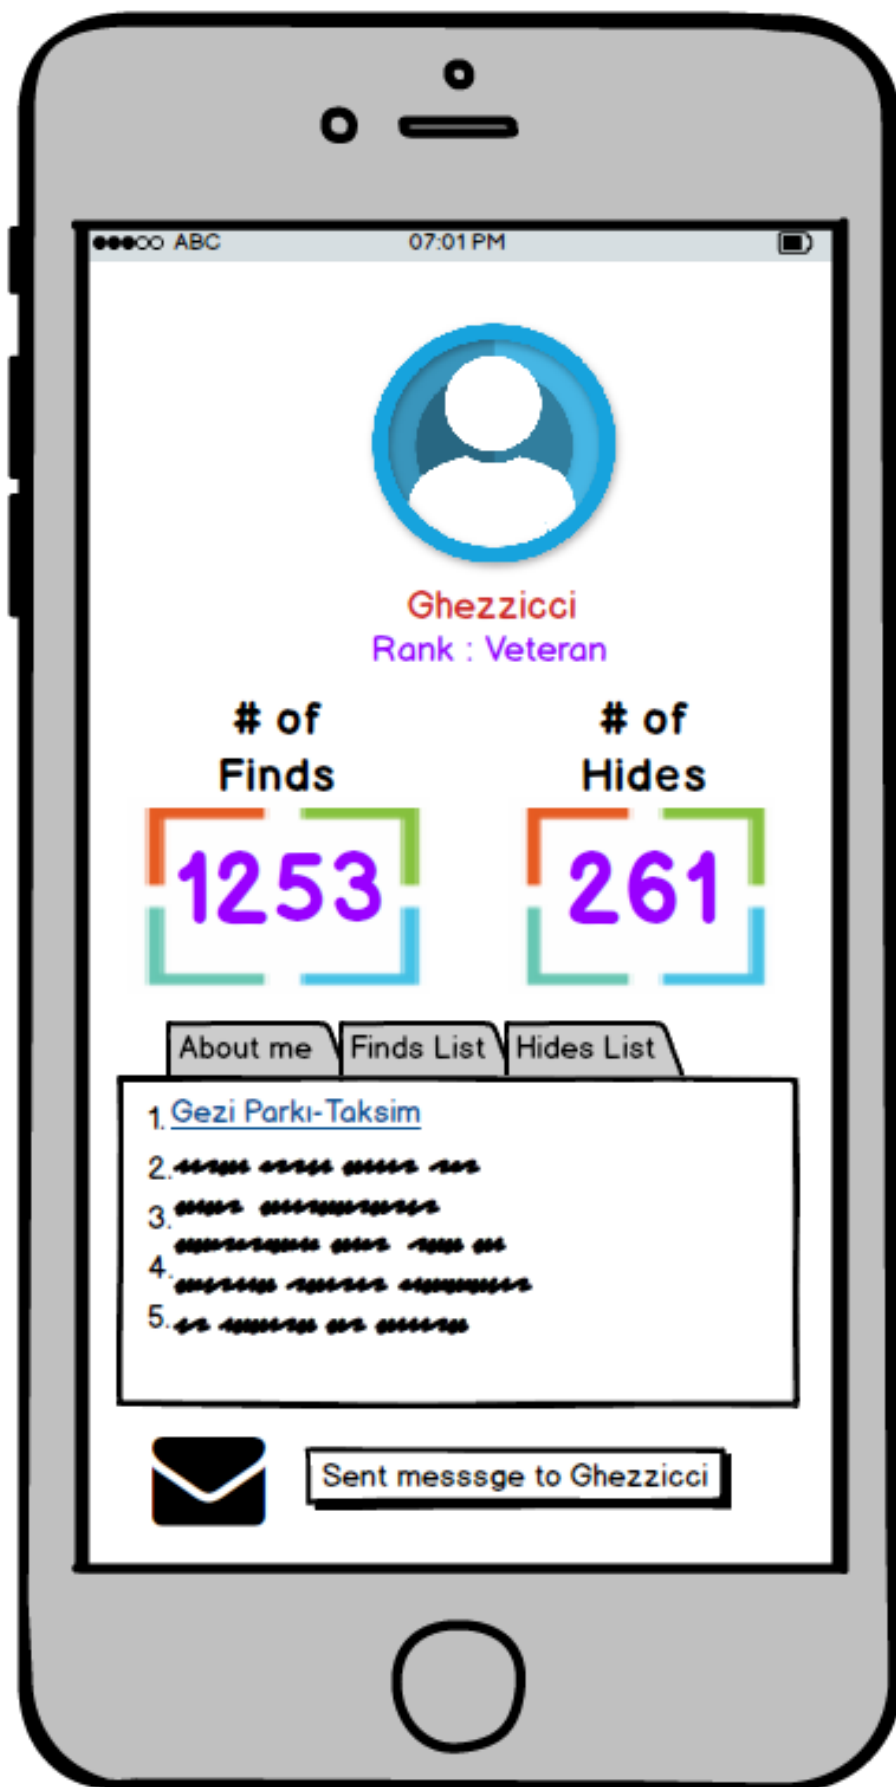 ABC 07:01 PM
Ghezzicci
Rank : Veteran
# of
Finds
# of
Hides
1253
261
About me Finds List Hides List
1. Gezi Parkı-Taksim
2.
3.
4.
5.
Sent messsge to Ghezzicci